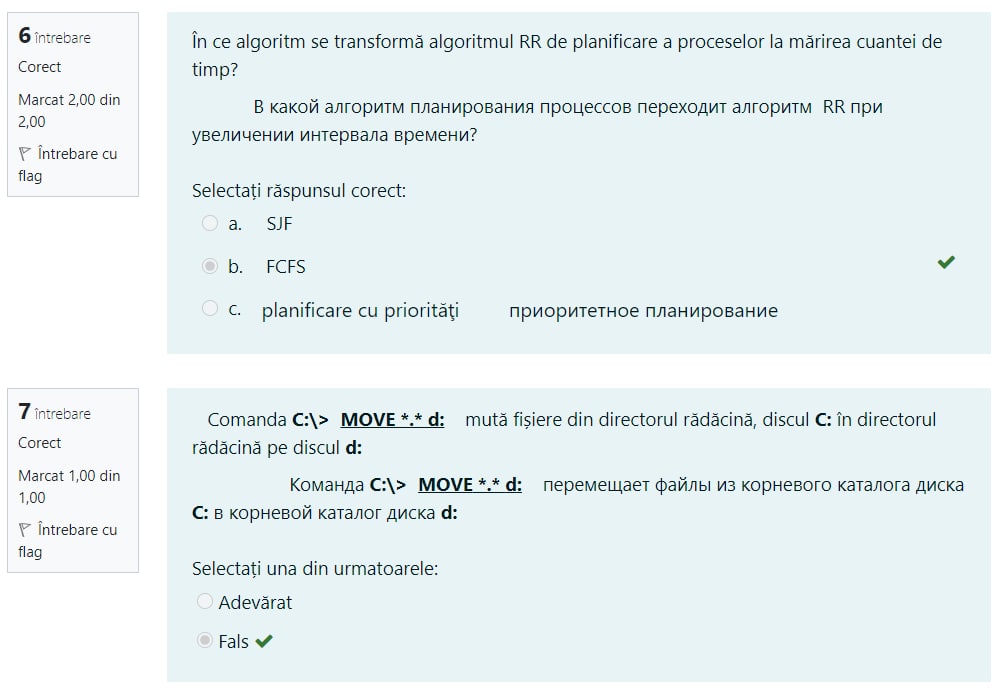 6 întrebare
Corect
Marcat 2,00 din
2,00
Întrebare cu
flag
În ce algoritm se transformă algoritmul RR de planificare a proceselor la mărirea cuantei de
timp?
В какой алгоритм планирования процессов переходит алгоритм RR при
увеличении интервала времени?
Selectați răspunsul corect:
a. SJF
b. FCFS
c. planificare cu priorităţi приоритетное планирование
7 întrebare
Corect
Marcat 1,00 din
1,00
Întrebare cu
flag
Comanda C:\> MOVE *.* d: mută fișiere din directorul rădăcină, discul C: în directorul
rădăcină pe discul d:
Команда C:\> MOVE *.* d: перемещает файлы из корневого каталога диска
C: в корневой каталог диска d:
Selectați una din urmatoarele:
Adevărat
Fals